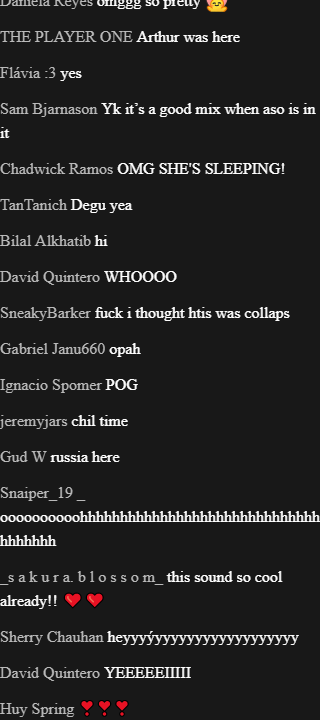 Daniela Reyes omggg so pretty 😊
THE PLAYER ONE Arthur was here
Flávia :3 yes
Sam Bjarnason Yk it's a good mix when aso is in
it
Chadwick Ramos OMG SHE'S SLEEPING!
TanTanich Degu yea
Bilal Alkhatib hi
David Quintero WHOOOO
SneakyBarker fuck i thought htis was collaps
Gabriel Janu660 opah
Ignacio Spomer POG
jeremyjars chil time
Gud W russia here
Snaiper_19 _
oooooooooohhhhhhhhhhhhhhhhhhhhhhhhhhhhhh
hhhhhhh
_s a k u r a. b l o s s o m_ this sound so cool
already!! ❤️ ❤️
Sherry Chauhan heyyyýyyyyyyyyyyyyyyyyyy
David Quintero YEEEEEIIIII
Huy Spring ❣️❣️❣️